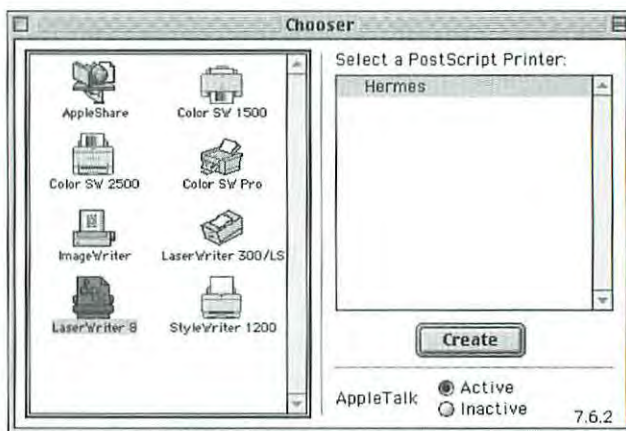 Chooser
AppleShare
Color SW 1500
Color SW 2500
Color SW Pro
ImageWriter
LaserWriter 300/LS
LaserWriter 8
StyleWriter 1200
Select a PostScript Printer:
Hermes
Create
AppleTalk
Active
Inactive
7.6.2